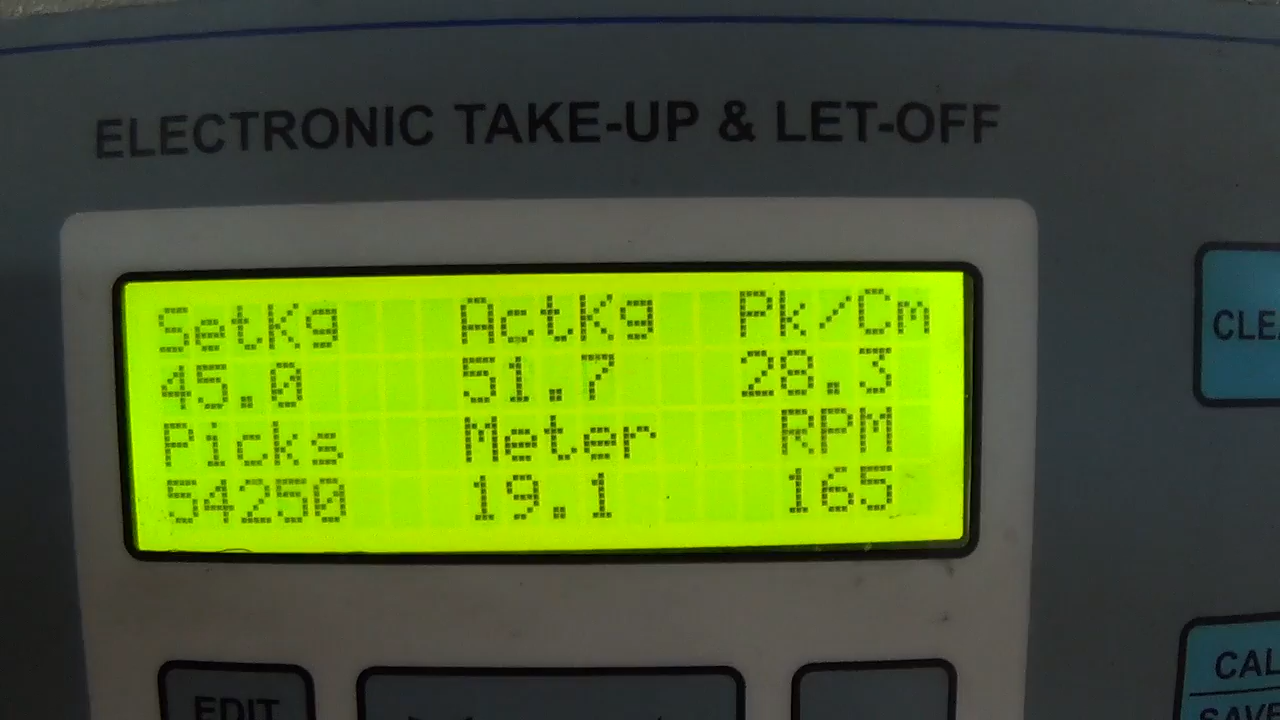 ELECTRONIC TAKE-UP & LET-OFF
SetKg ActKg Pk/Cm
45.0 51.7 28.3
Picks Meter RPM
54250 19.1 165
EDIT